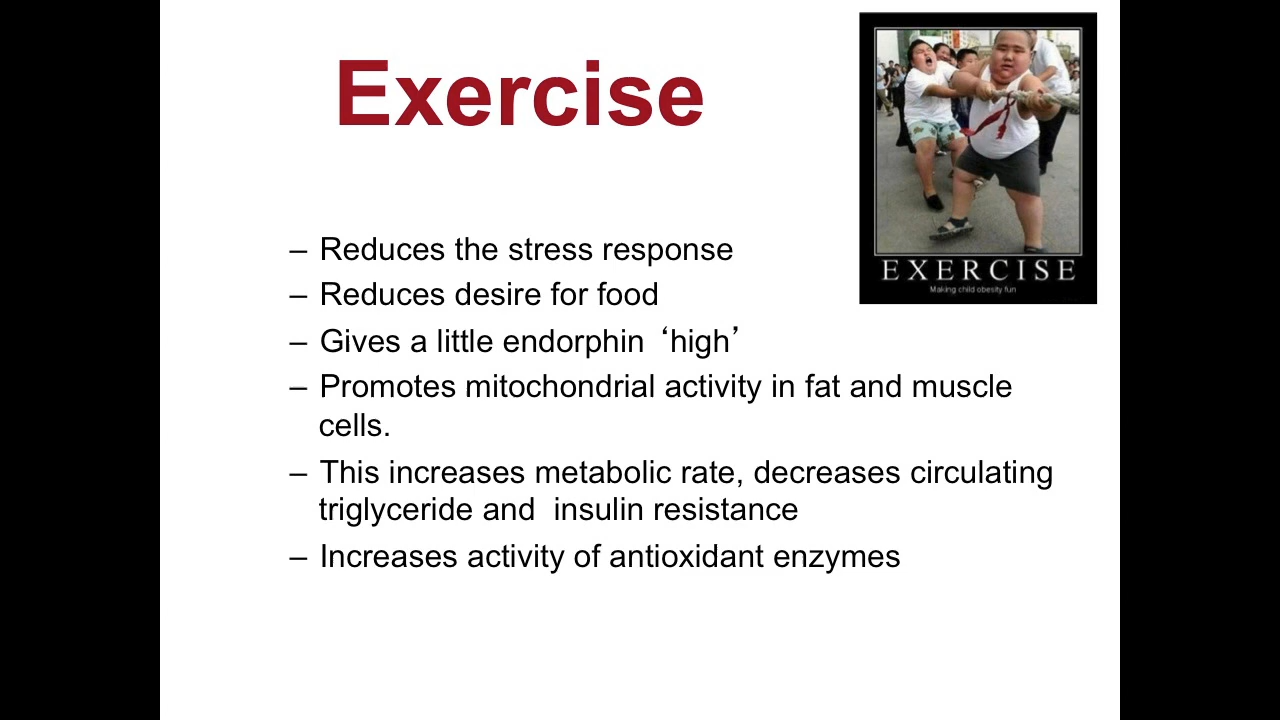 Exercise
EXERCISE
Making child obesity fun
– Reduces the stress response
– Reduces desire for food
– Gives a little endorphin ‘high’
– Promotes mitochondrial activity in fat and muscle
cells.
– This increases metabolic rate, decreases circulating
triglyceride and  insulin resistance
– Increases activity of antioxidant enzymes